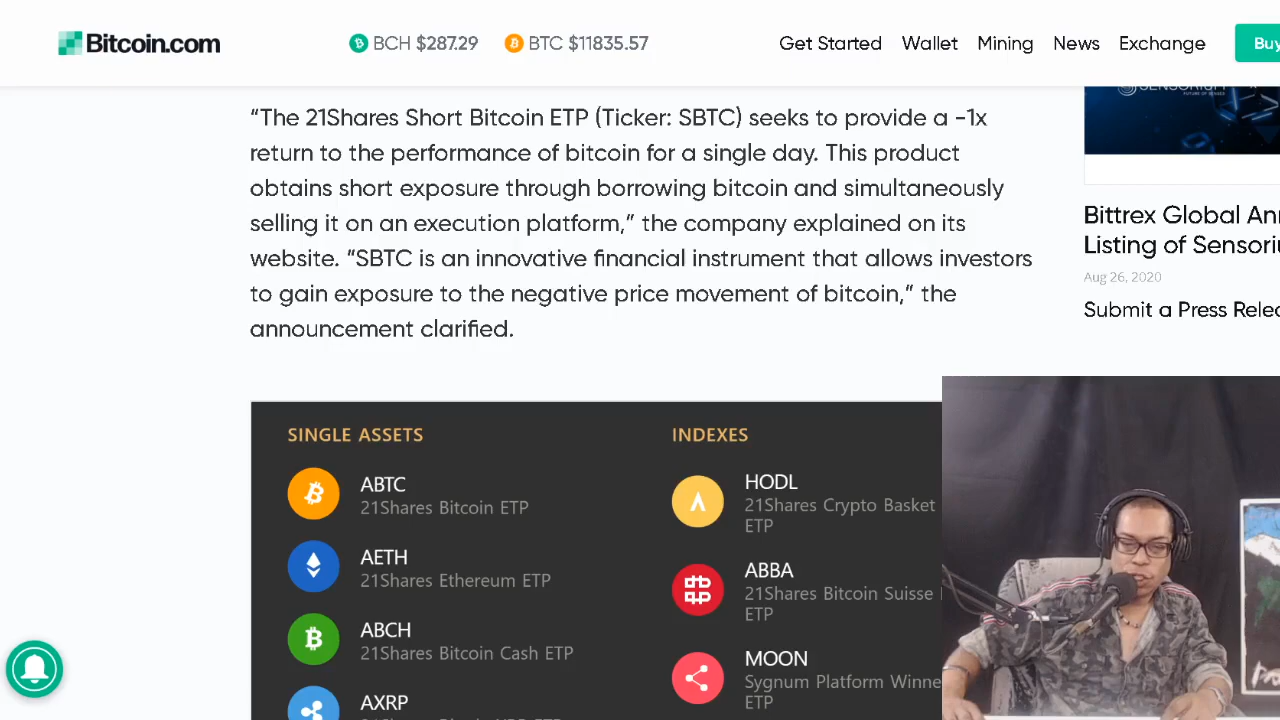 Bitcoin.com
BCH $287.29
BTC $11835.57
Get Started
Wallet
Mining
News
Exchange
Buy
“The 21Shares Short Bitcoin ETP (Ticker: SBTC) seeks to provide a -1x
return to the performance of bitcoin for a single day. This product
obtains short exposure through borrowing bitcoin and simultaneously
selling it on an execution platform,” the company explained on its
website. “SBTC is an innovative financial instrument that allows investors
to gain exposure to the negative price movement of bitcoin,” the
announcement clarified.
SENSORIUM
Bittrex Global Ann
Listing of Sensoriu
Aug 26, 2020
Submit a Press Relea
SINGLE ASSETS
ABTC
21Shares Bitcoin ETP
AETH
21Shares Ethereum ETP
ABCH
21Shares Bitcoin Cash ETP
AXRP
INDEXES
HODL
21Shares Crypto Basket
ETP
ABBA
21Shares Bitcoin Suisse
ETP
MOON
Sygnum Platform Winne
ETP